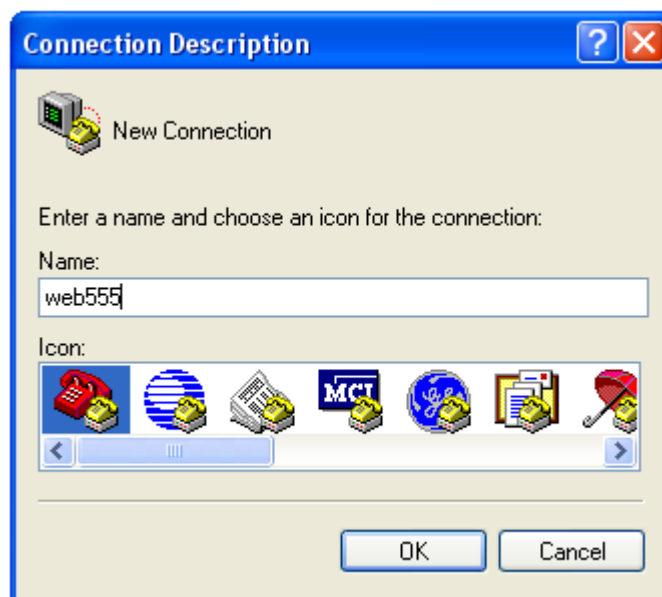 Connection Description
New Connection
Enter a name and choose an icon for the connection:
Name:
web555
Icon:
MCI
OK Cancel